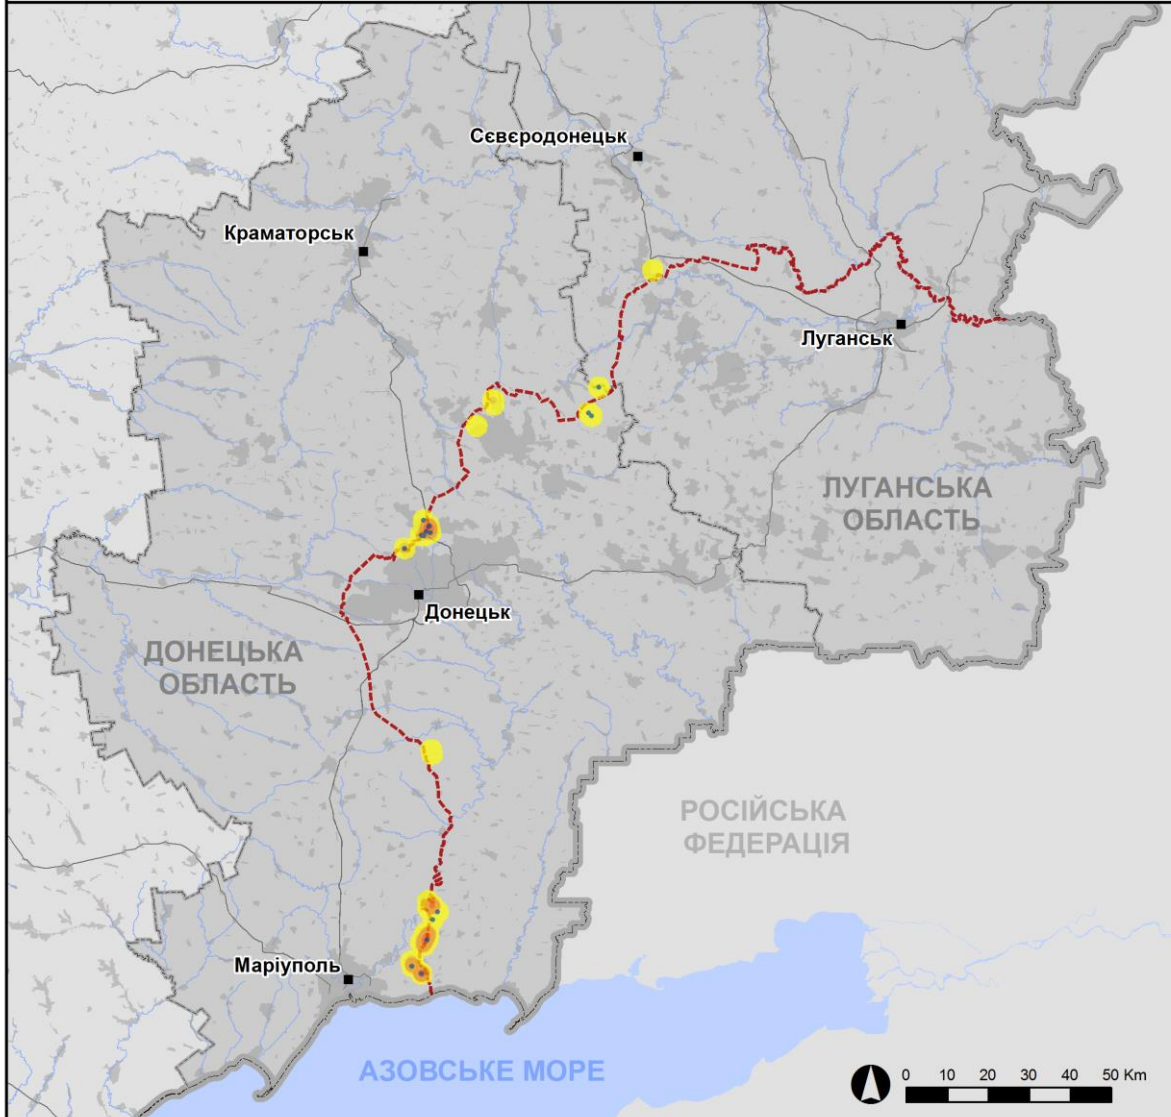 Сєвєродонецьк
Краматорськ
Луганськ
ЛУГАНСЬКА
ОБЛАСТЬ
Донецьк
ДОНЕЦЬКА
ОБЛАСТЬ
РОСІЙСЬКА
ФЕДЕРАЦІЯ
Маріуполь
АЗОВСЬКЕ МОРЕ
0 10 20 30 40 50 Km